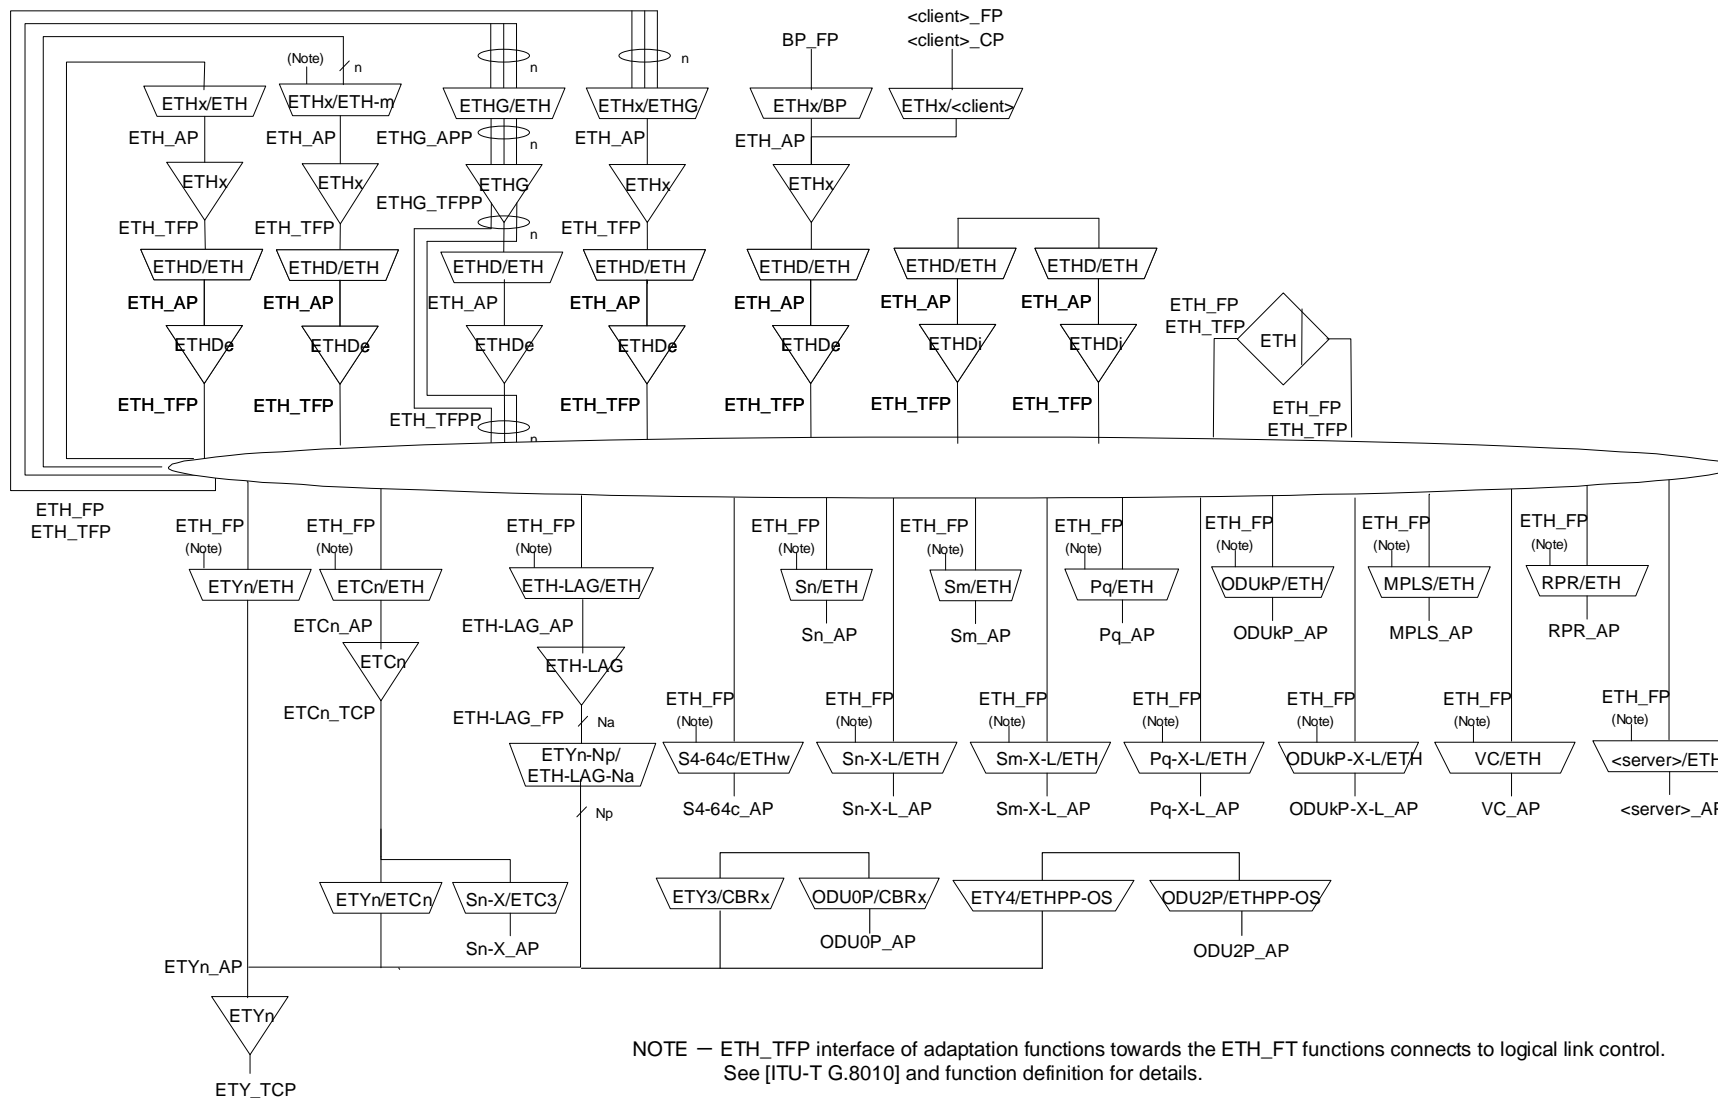 <client>_FP
BP_FP
<client>_CP
(Note)
n
n
n
ETHx/ETH
ETHx/ETH-m
ETHG/ETH
ETHx/ETHG
ETHx/BP
ETHx/<client>
ETH_AP
ETH_AP
ETHG_APP
n
ETH_AP
ETH_AP
ETHx
ETHx
ETHG
ETHx
ETHx
ETHG_TFPP
ETH_TFP
ETH_TFP
n
ETH_TFP
ETHD/ETH
ETHD/ETH
ETHD/ETH
ETHD/ETH
ETHD/ETH
ETHD/ETH
ETHD/ETH
ETH_AP
ETH_AP
ETH_AP
ETH_AP
ETH_AP
ETH_AP
ETH_AP
ETH_FP
ETH_TFP
ETHDe
ETHDe
ETHDe
ETHDe
ETHDe
ETHDi
ETHDi
ETH
ETH_TFP
ETH_TFP
ETH_TFPP
n
ETH_TFP
ETH_TFP
ETH_TFP
ETH_TFP
ETH_FP
ETH_TFP
ETH_FP
ETH_TFP
ETH_FP
(Note)
ETH_FP
(Note)
ETH_FP
(Note)
ETH_FP
(Note)
ETH_FP
(Note)
ETH_FP
(Note)
ETH_FP
(Note)
ETH_FP
(Note)
ETH_FP
(Note)
ETYn/ETH
ETCn/ETH
ETH-LAG/ETH
Sn/ETH
Sm/ETH
Pq/ETH
ODUkP/ETH
MPLS/ETH
RPR/ETH
ETCn_AP
ETH-LAG_AP
Sn_AP
Sm_AP
Pq_AP
ODUkP_AP
MPLS_AP
RPR_AP
ETCn
ETH-LAG
ETCn_TCP
ETH-LAG_FP
Na
ETH_FP
(Note)
ETH_FP
(Note)
ETH_FP
(Note)
ETH_FP
(Note)
ETH_FP
(Note)
ETH_FP
(Note)
ETH_FP
(Note)
ETYn-Np/
ETH-LAG-Na
S4-64c/ETHw
Sn-X-L/ETH
Sm-X-L/ETH
Pq-X-L/ETH
ODUkP-X-L/ETH
VC/ETH
<server>/ETH
Np
S4-64c_AP
Sn-X-L_AP
Sm-X-L_AP
Pq-X-L_AP
ODUkP-X-L_AP
VC_AP
<server>_AP
ETYn/ETCn
Sn-X/ETC3
ETY3/CBRx
ODU0P/CBRx
ETY4/ETHPP-OS
ODU2P/ETHPP-OS
Sn-X_AP
ODU0P_AP
ODU2P_AP
ETYn_AP
ETYn
ETY_TCP
NOTE — ETH_TFP interface of adaptation functions towards the ETH_FT functions connects to logical link control.
See [ITU-T G.8010] and function definition for details.